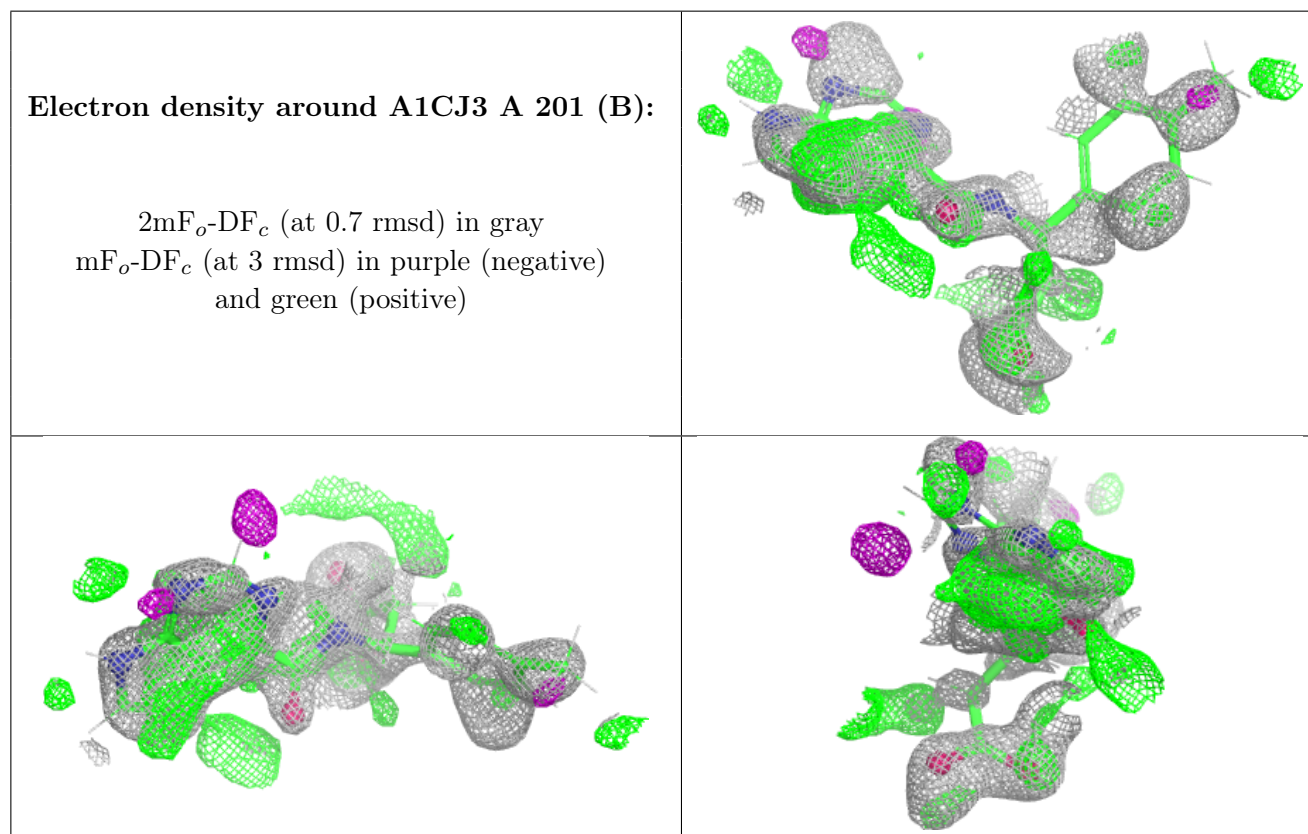 Electron density around A1CJ3 A 201 (B):
2mFₒ-DF𝒸 (at 0.7 rmsd) in gray
mFₒ-DF𝒸 (at 3 rmsd) in purple (negative)
and green (positive)